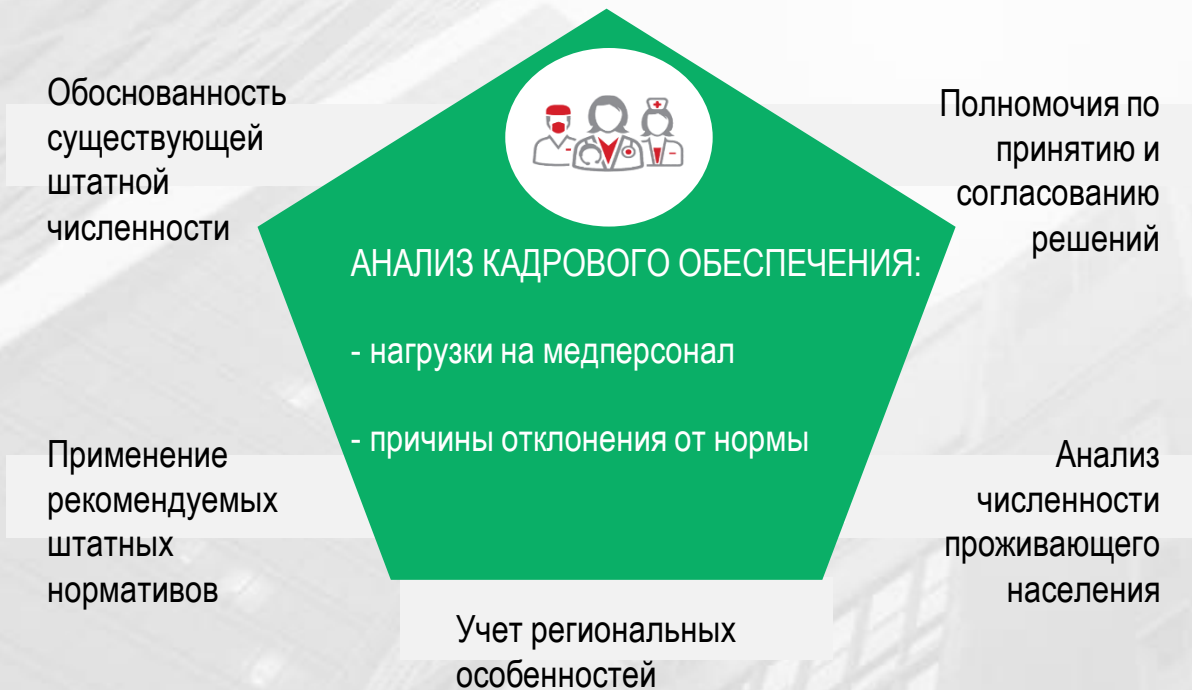 Обоснованность
существующей
штатной
численности
Полномочия по
принятию и
согласованию
решений
АНАЛИЗ КАДРОВОГО ОБЕСПЕЧЕНИЯ:
- нагрузки на медперсонал
- причины отклонения от нормы
Применение
рекомендуемых
штатных
нормативов
Анализ
численности
проживающего
населения
Учет региональных
особенностей